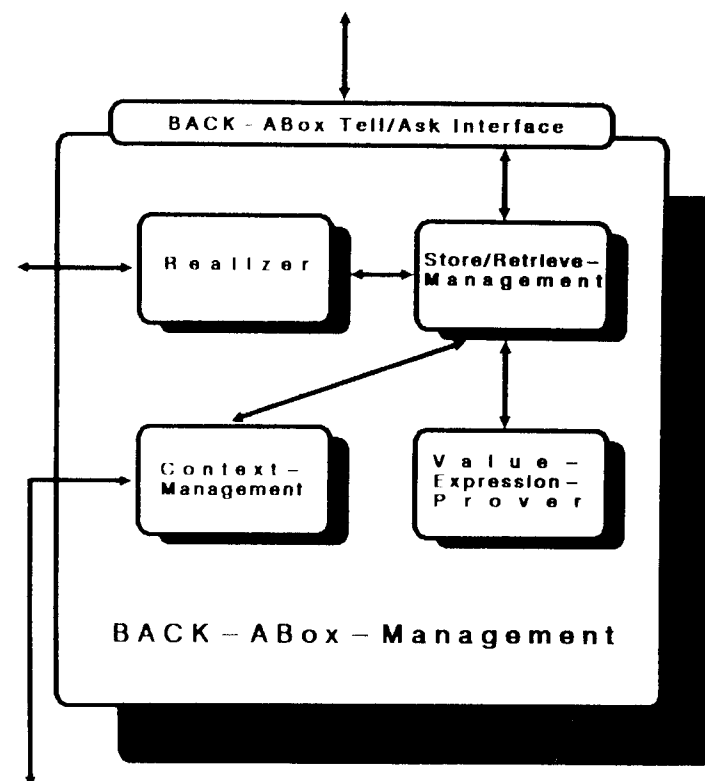 BACK-ABox Tell/Ask Interface
Realizer
Store/Retrieve-
Management
Context-
Management
Value-
Expression-
Prover
BACK-ABox-Management